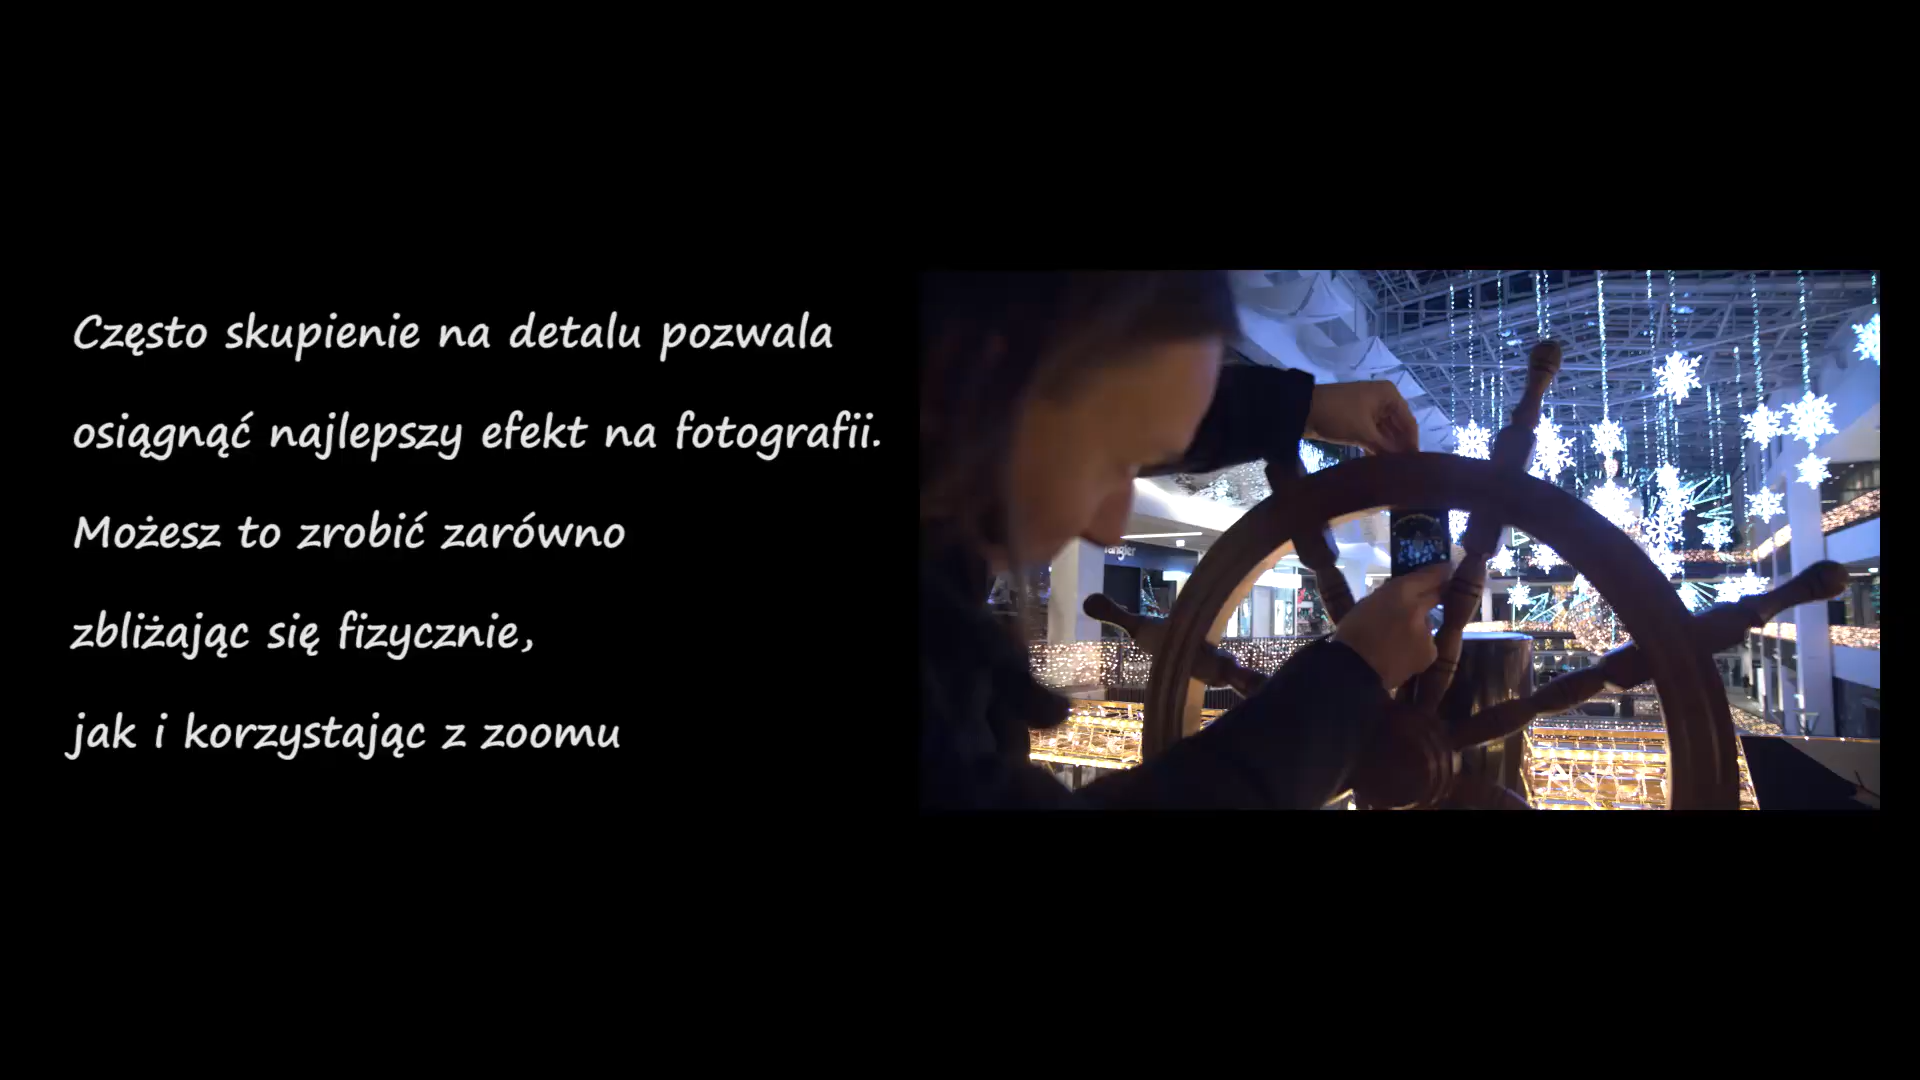 Często skupienie na detalu pozwala
osiągnąć najlepszy efekt na fotografii.
Możesz to zrobić zarówno
zbliżając się fizycznie,
jak i korzystając z zoomu